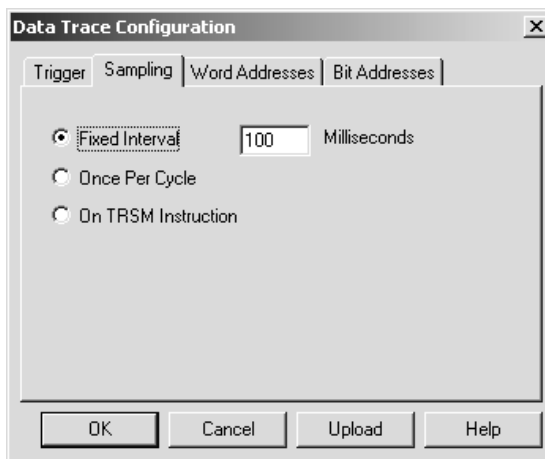 Data Trace Configuration
Trigger Sampling Word Addresses Bit Addresses
Fixed Interval 100 Milliseconds
Once Per Cycle
On TRSM Instruction
OK Cancel Upload Help